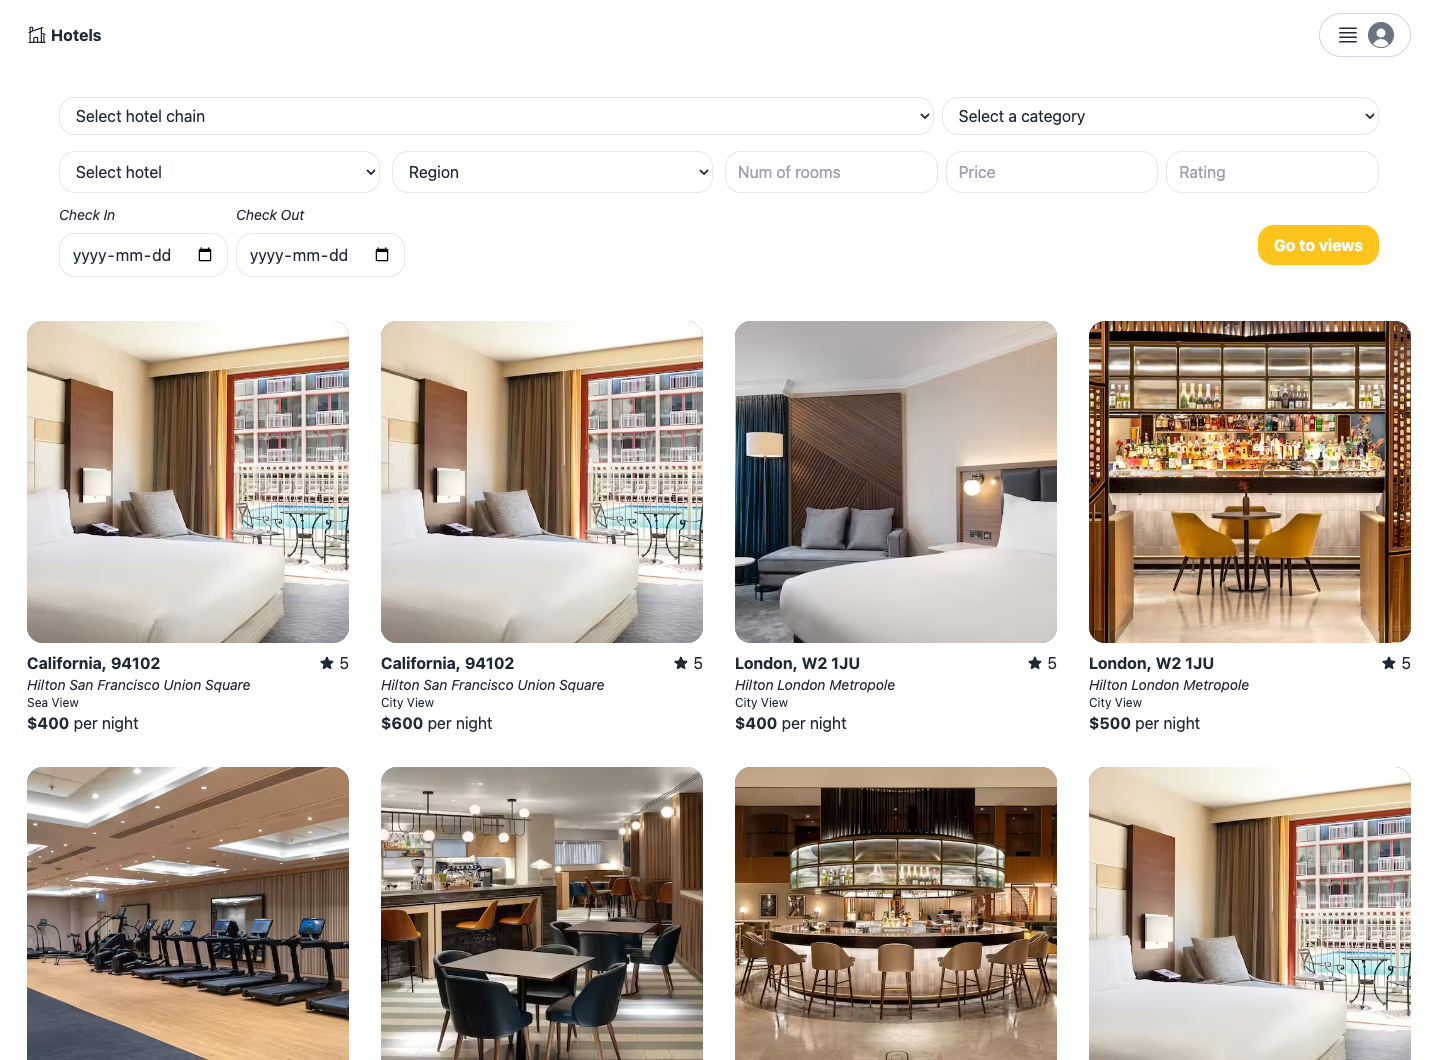 Hotels
Select hotel chain
Select a category
Select hotel
Region
Num of rooms
Price
Rating
Check In
Check Out
yyyy-mm-dd
yyyy-mm-dd
Go to views
California, 94102
5
Hilton San Francisco Union Square
Sea View
$400 per night
California, 94102
5
Hilton San Francisco Union Square
City View
$600 per night
London, W2 1JU
5
Hilton London Metropole
City View
$400 per night
London, W2 1JU
5
Hilton London Metropole
City View
$500 per night